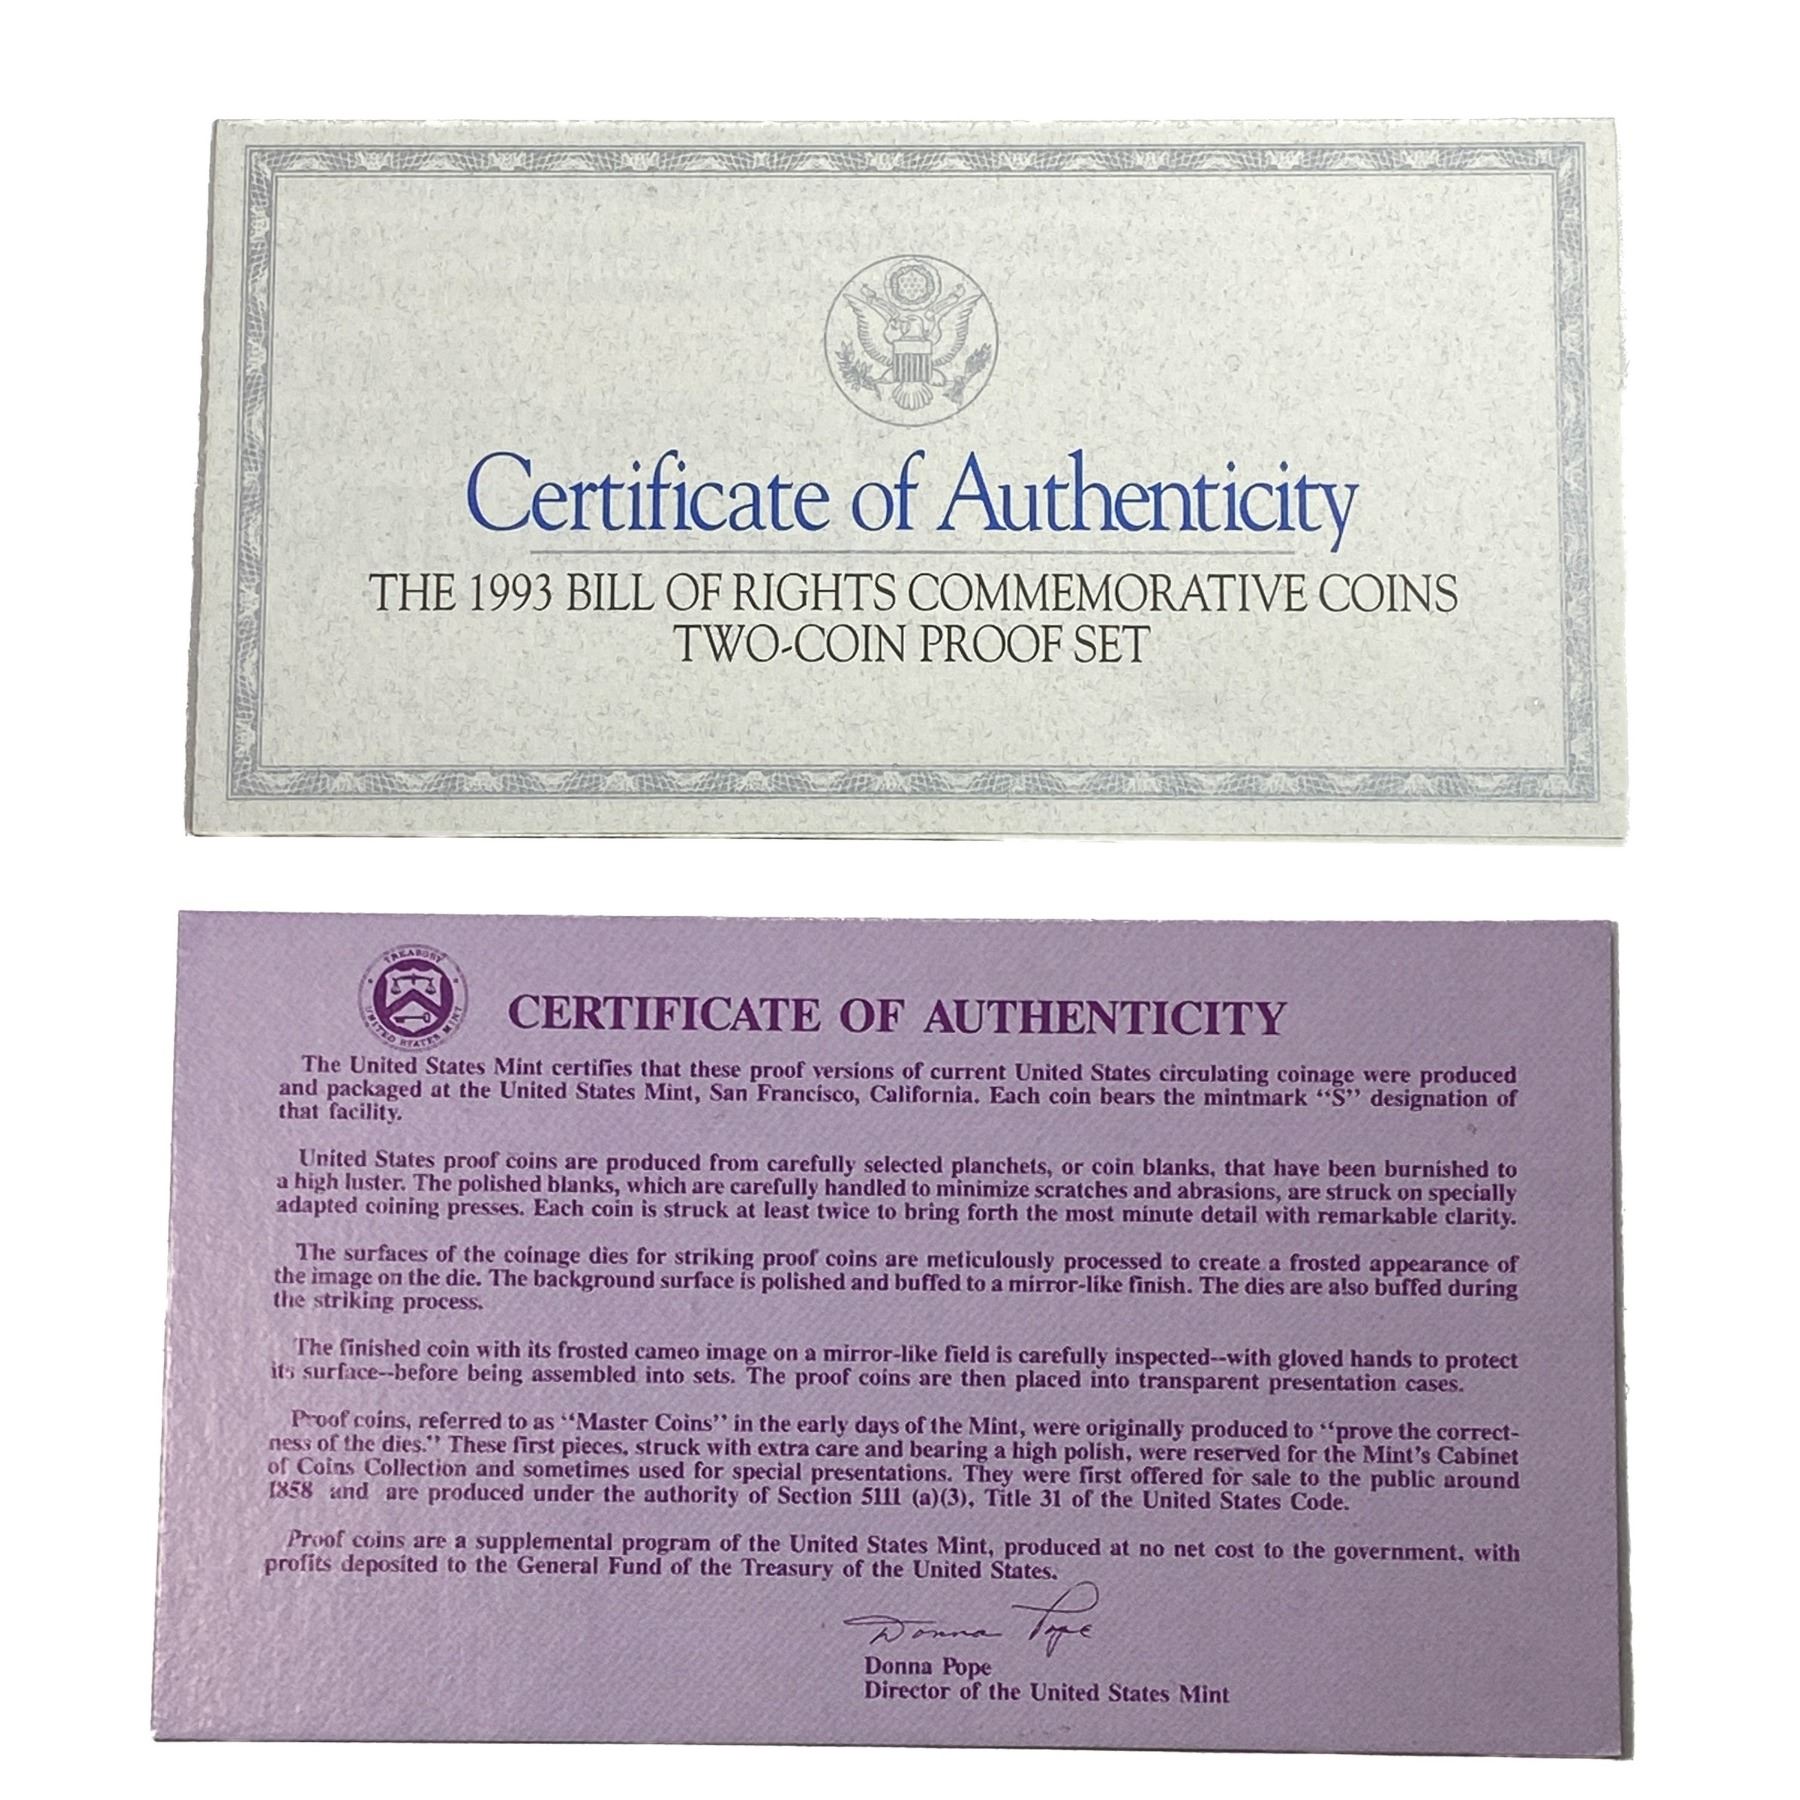 Certificate of Authenticity
THE 1993 BILL OF RIGHTS COMMEMORATIVE COINS
TWO-COIN PROOF SET
TREASURY
UNITED STATES MINT
CERTIFICATE OF AUTHENTICITY
The United States Mint certifies that these proof versions of current United States circulating coinage were produced
and packaged at the United States Mint, San Francisco, California. Each coin bears the mintmark “S” designation of
that facility.
United States proof coins are produced from carefully selected planchets, or coin blanks, that have been burnished to
a high luster. The polished blanks, which are carefully handled to minimize scratches and abrasions, are struck on specially
adapted coining presses. Each coin is struck at least twice to bring forth the most minute detail with remarkable clarity.
The surfaces of the coinage dies for striking proof coins are meticulously processed to create a frosted appearance of
the image on the die. The background surface is polished and buffed to a mirror-like finish. The dies are also buffed during
the striking process.
The finished coin with its frosted cameo image on a mirror-like field is carefully inspected--with gloved hands to protect
its surface--before being assembled into sets. The proof coins are then placed into transparent presentation cases.
Proof coins, referred to as “Master Coins” in the early days of the Mint, were originally produced to “prove the correct-
ness of the dies.” These first pieces, struck with extra care and bearing a high polish, were reserved for the Mint's Cabinet
of Coins Collection and sometimes used for special presentations. They were first offered for sale to the public around
1858 and are produced under the authority of Section 5111 (a)(3), Title 31 of the United States Code.
Proof coins are a supplemental program of the United States Mint, produced at no net cost to the government, with
profits deposited to the General Fund of the Treasury of the United States.
Donna Pope
Donna Pope
Director of the United States Mint